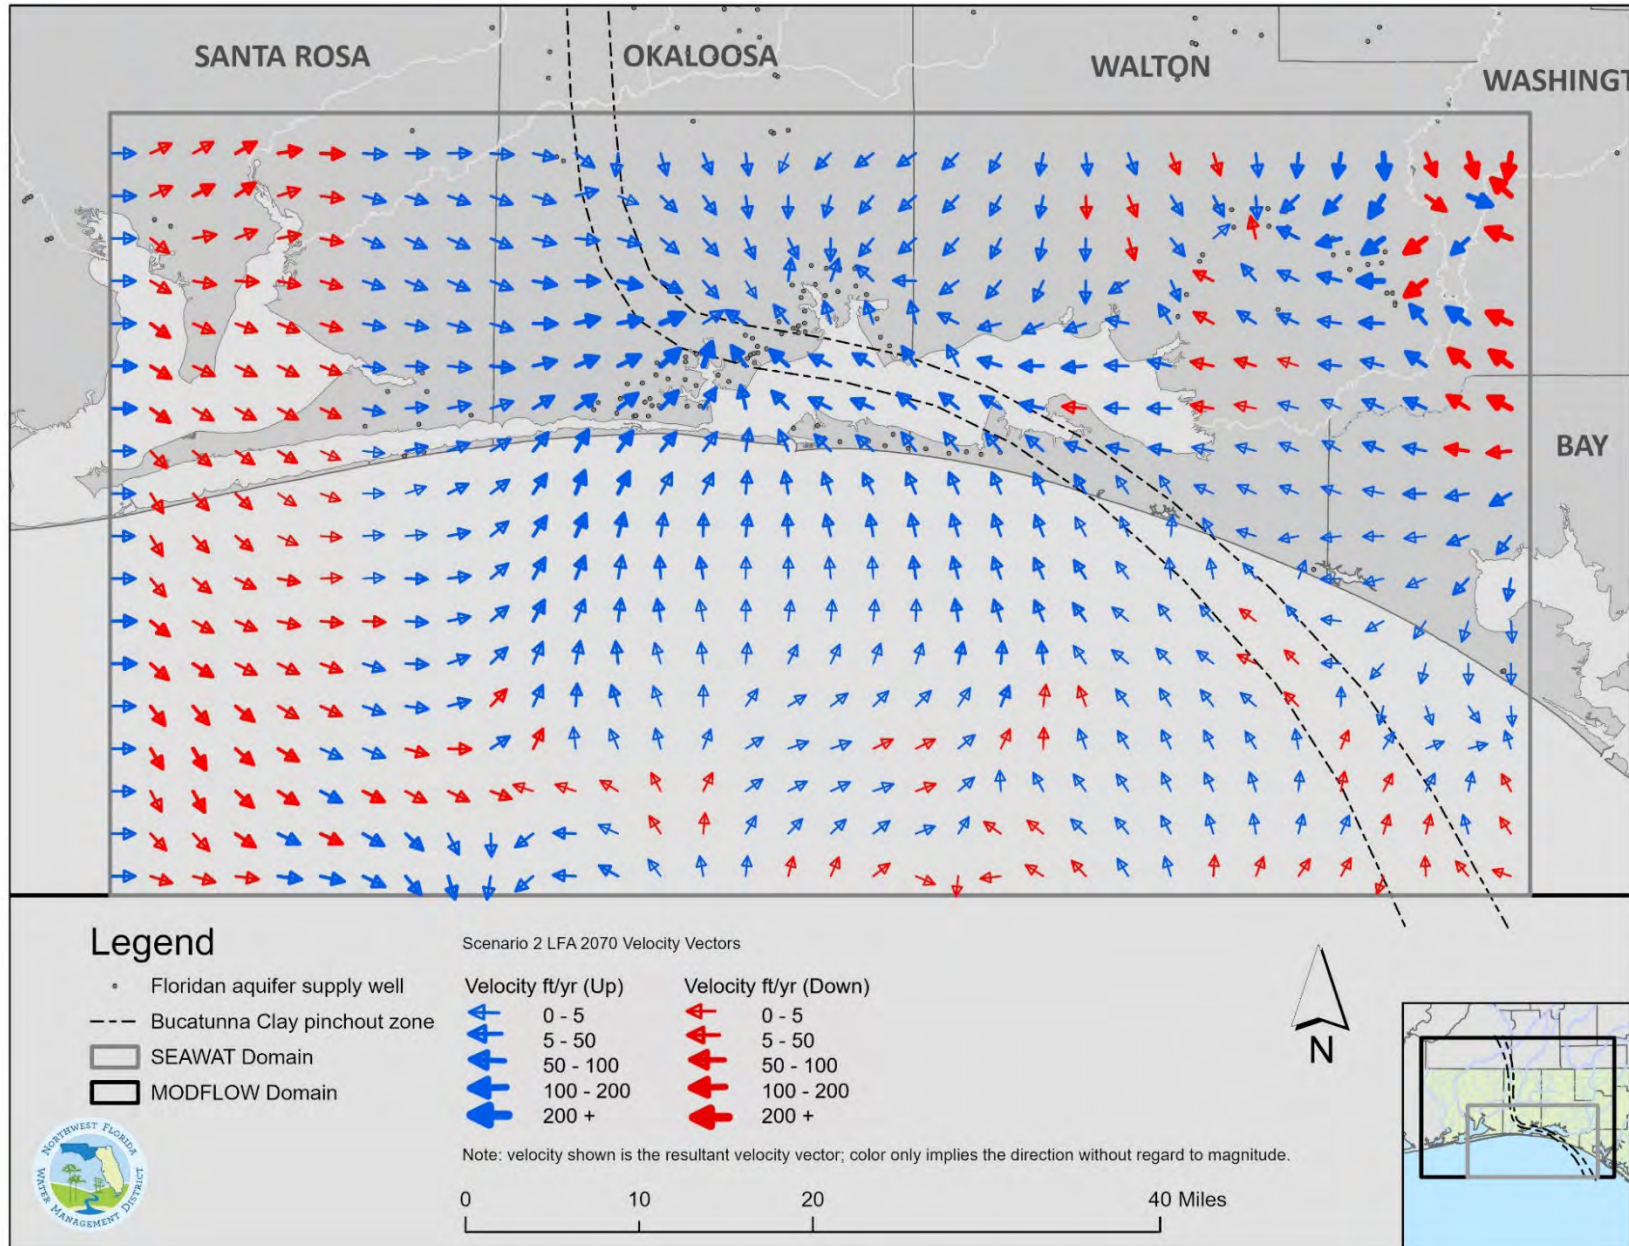 SANTA ROSA
OKALOOSA
WALTON
WASHINGT
BAY
Legend
Floridan aquifer supply well
Bucatunna Clay pinchout zone
SEAWAT Domain
MODFLOW Domain
Scenario 2 LFA 2070 Velocity Vectors
Velocity ft/yr (Up)
0 - 5
5 - 50
50 - 100
100 - 200
200 +
Velocity ft/yr (Down)
0 - 5
5 - 50
50 - 100
100 - 200
200 +
Note: velocity shown is the resultant velocity vector; color only implies the direction without regard to magnitude.
0 10 20 40 Miles
N
NORTHWEST FLORIDA
WATER MANAGEMENT DISTRICT